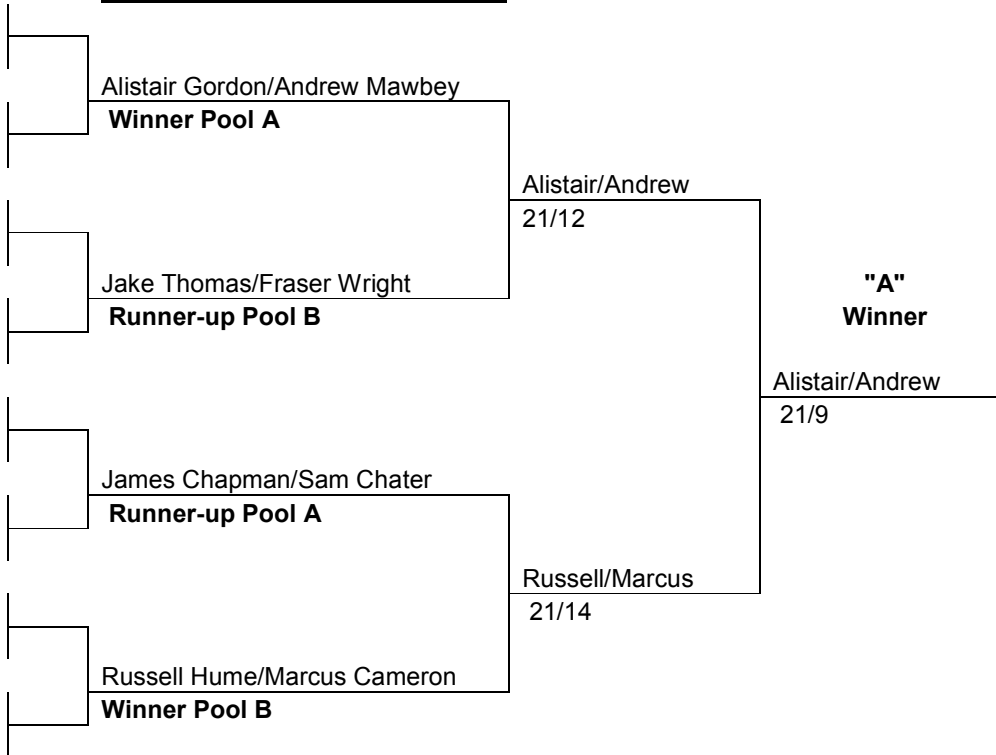 Alistair Gordon/Andrew Mawbey
Winner Pool A
Alistair/Andrew
21/12
Jake Thomas/Fraser Wright
Runner-up Pool B
"A"
Winner
Alistair/Andrew
21/9
James Chapman/Sam Chater
Runner-up Pool A
Russell/Marcus
21/14
Russell Hume/Marcus Cameron
Winner Pool B